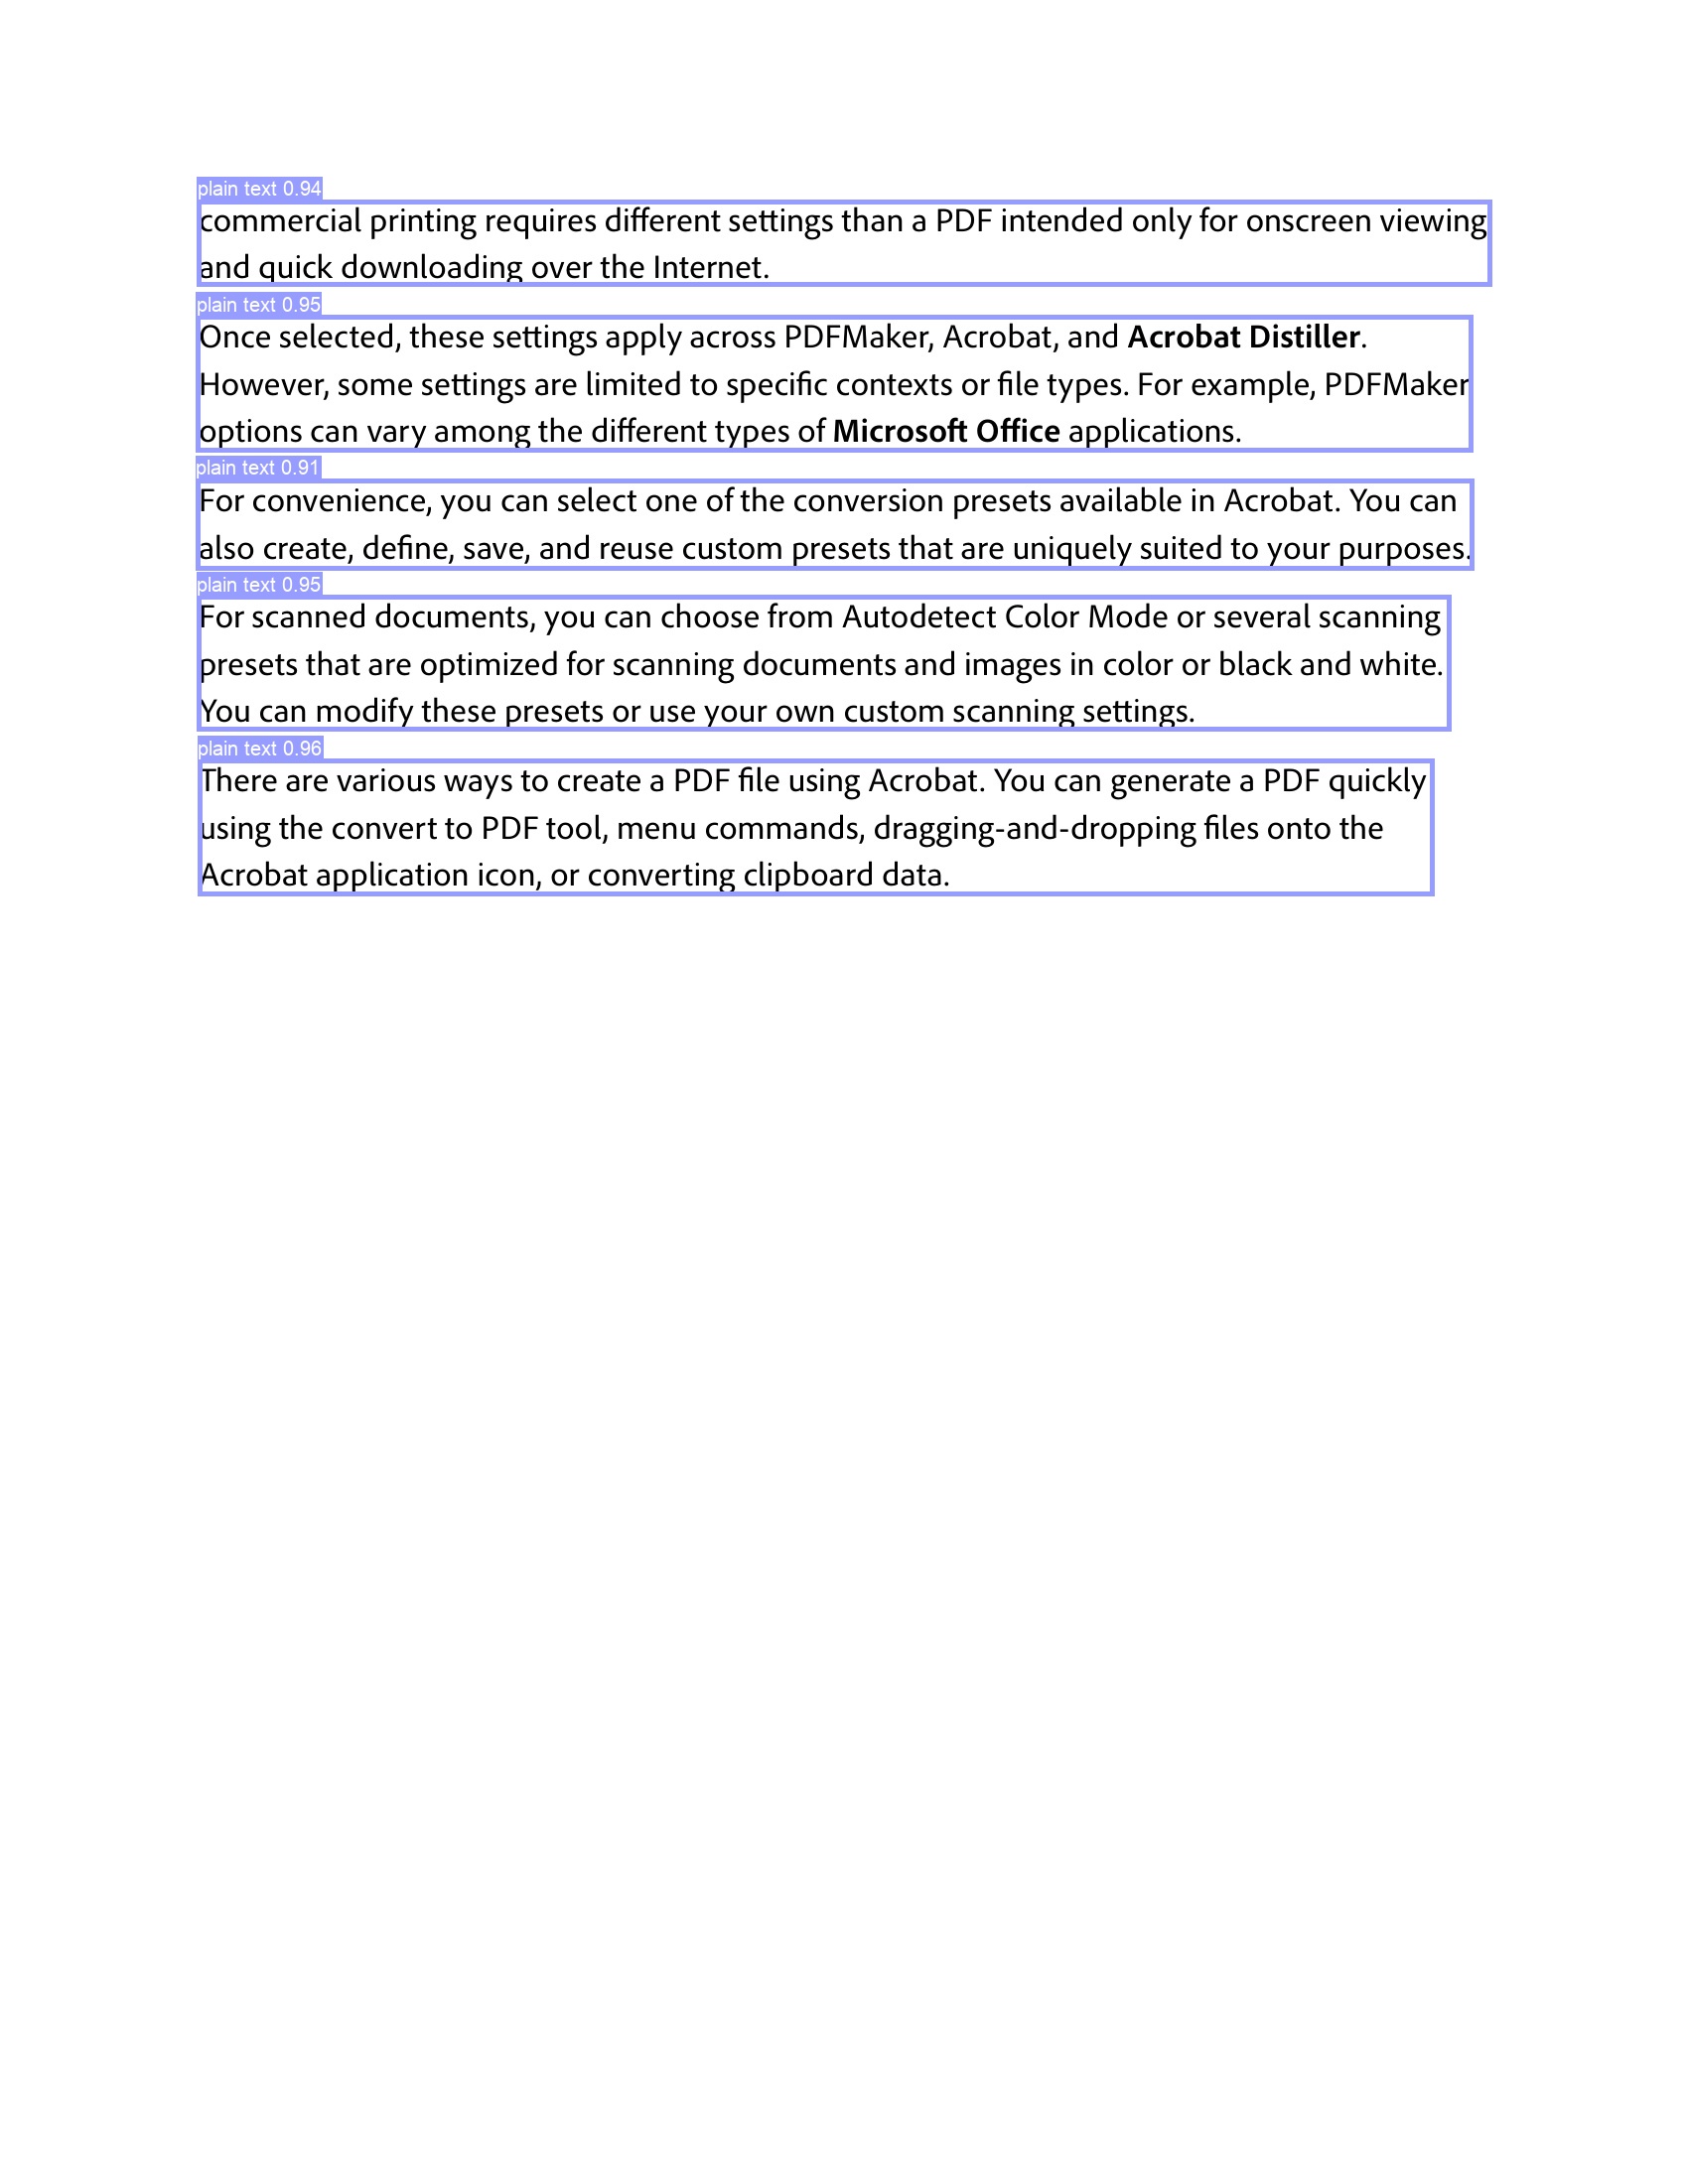 plain text 0.94
commercial printing requires different settings than a PDF intended only for onscreen viewing
and quick downloading over the Internet.
plain text 0.95
Once selected, these settings apply across PDFMaker, Acrobat, and Acrobat Distiller.
However, some settings are limited to specific contexts or file types. For example, PDFMaker
options can vary among the different types of Microsoft Office applications.
plain text 0.91
For convenience, you can select one of the conversion presets available in Acrobat. You can
also create, define, save, and reuse custom presets that are uniquely suited to your purposes.
plain text 0.95
For scanned documents, you can choose from Autodetect Color Mode or several scanning
presets that are optimized for scanning documents and images in color or black and white.
You can modify these presets or use your own custom scanning settings.
plain text 0.96
There are various ways to create a PDF file using Acrobat. You can generate a PDF quickly
using the convert to PDF tool, menu commands, dragging-and-dropping files onto the
Acrobat application icon, or converting clipboard data.